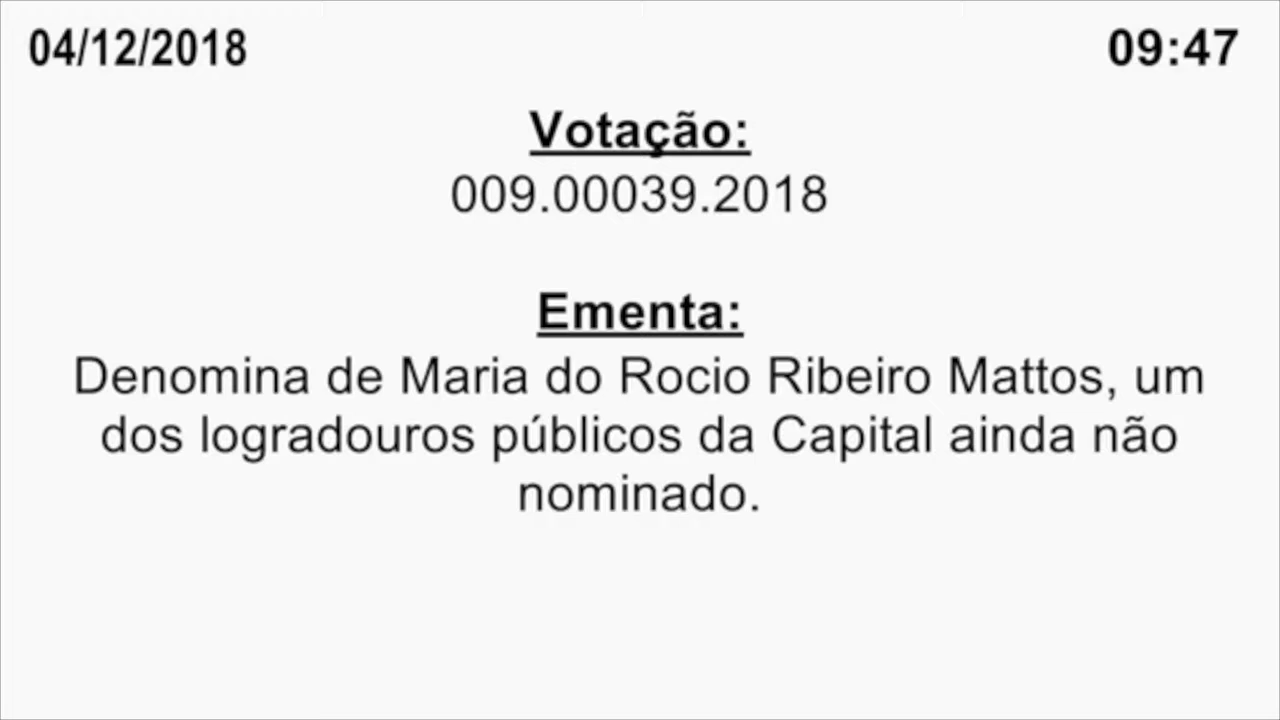 04/12/2018
09:47
Votação:
009.00039.2018
Ementa:
Denomina de Maria do Rocio Ribeiro Mattos, um
dos logradouros públicos da Capital ainda não
nominado.